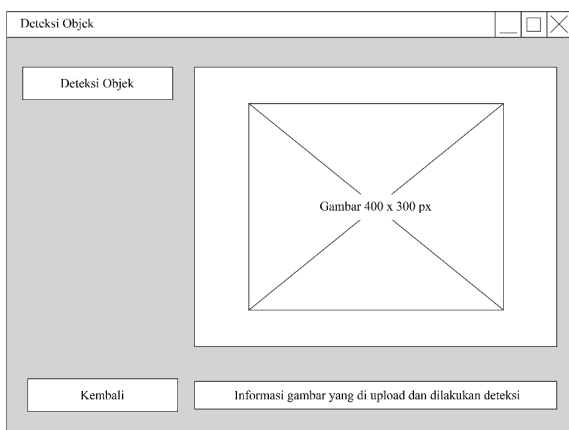 Deteksi Objek
Deteksi Objek
Gambar 400 x 300 px
Kembali
Informasi gambar yang di upload dan dilakukan deteksi